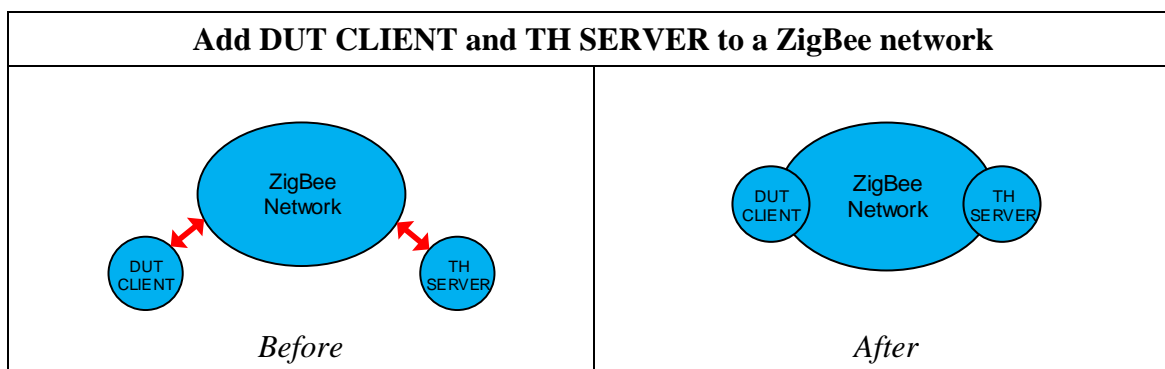 Add DUT CLIENT and TH SERVER to a ZigBee network
ZigBee
Network
DUT
CLIENT
TH
SERVER
Before
DUT
CLIENT
ZigBee
Network
TH
SERVER
After